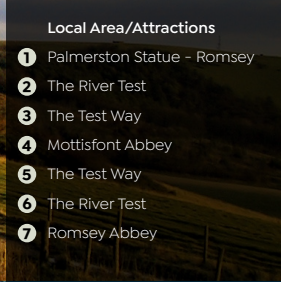 Local Area/Attractions
1 Palmerston Statue - Romsey
2 The River Test
3 The Test Way
4 Mottisfont Abbey
5 The Test Way
6 The River Test
7 Romsey Abbey